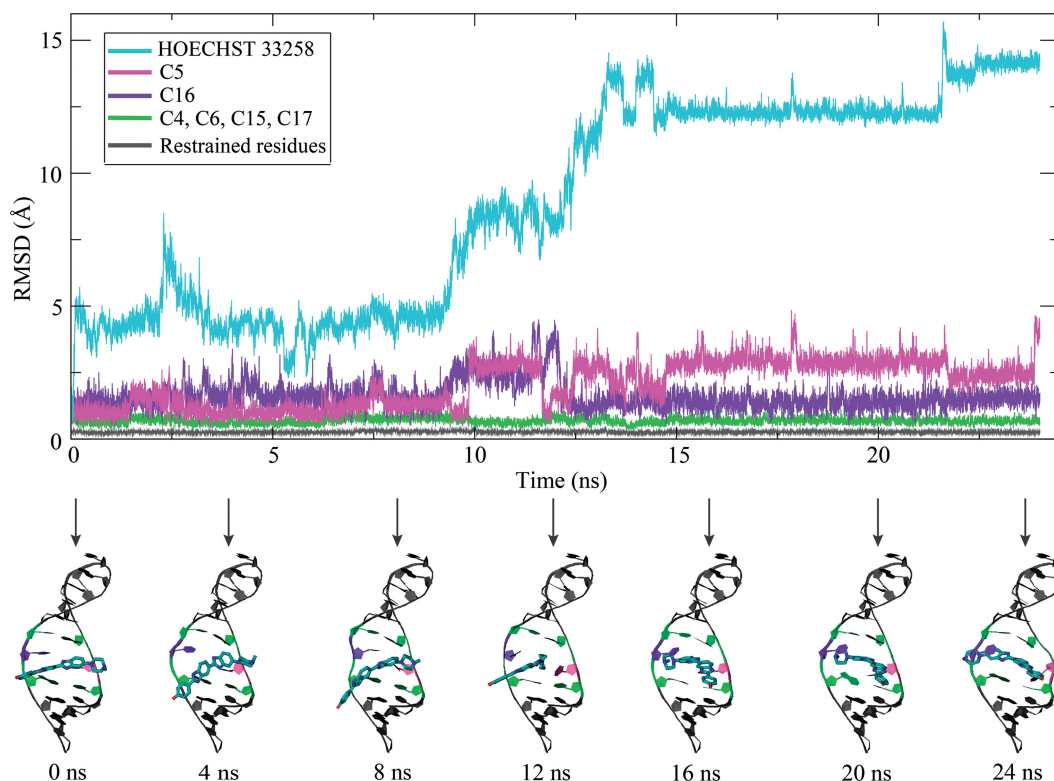 15
10
5
0
RMSD (Å)
HOECHST 33258
C5
C16
C4, C6, C15, C17
Restrained residues
0 5 10 15 20
Time (ns)
0 ns 4 ns 8 ns 12 ns 16 ns 20 ns 24 ns